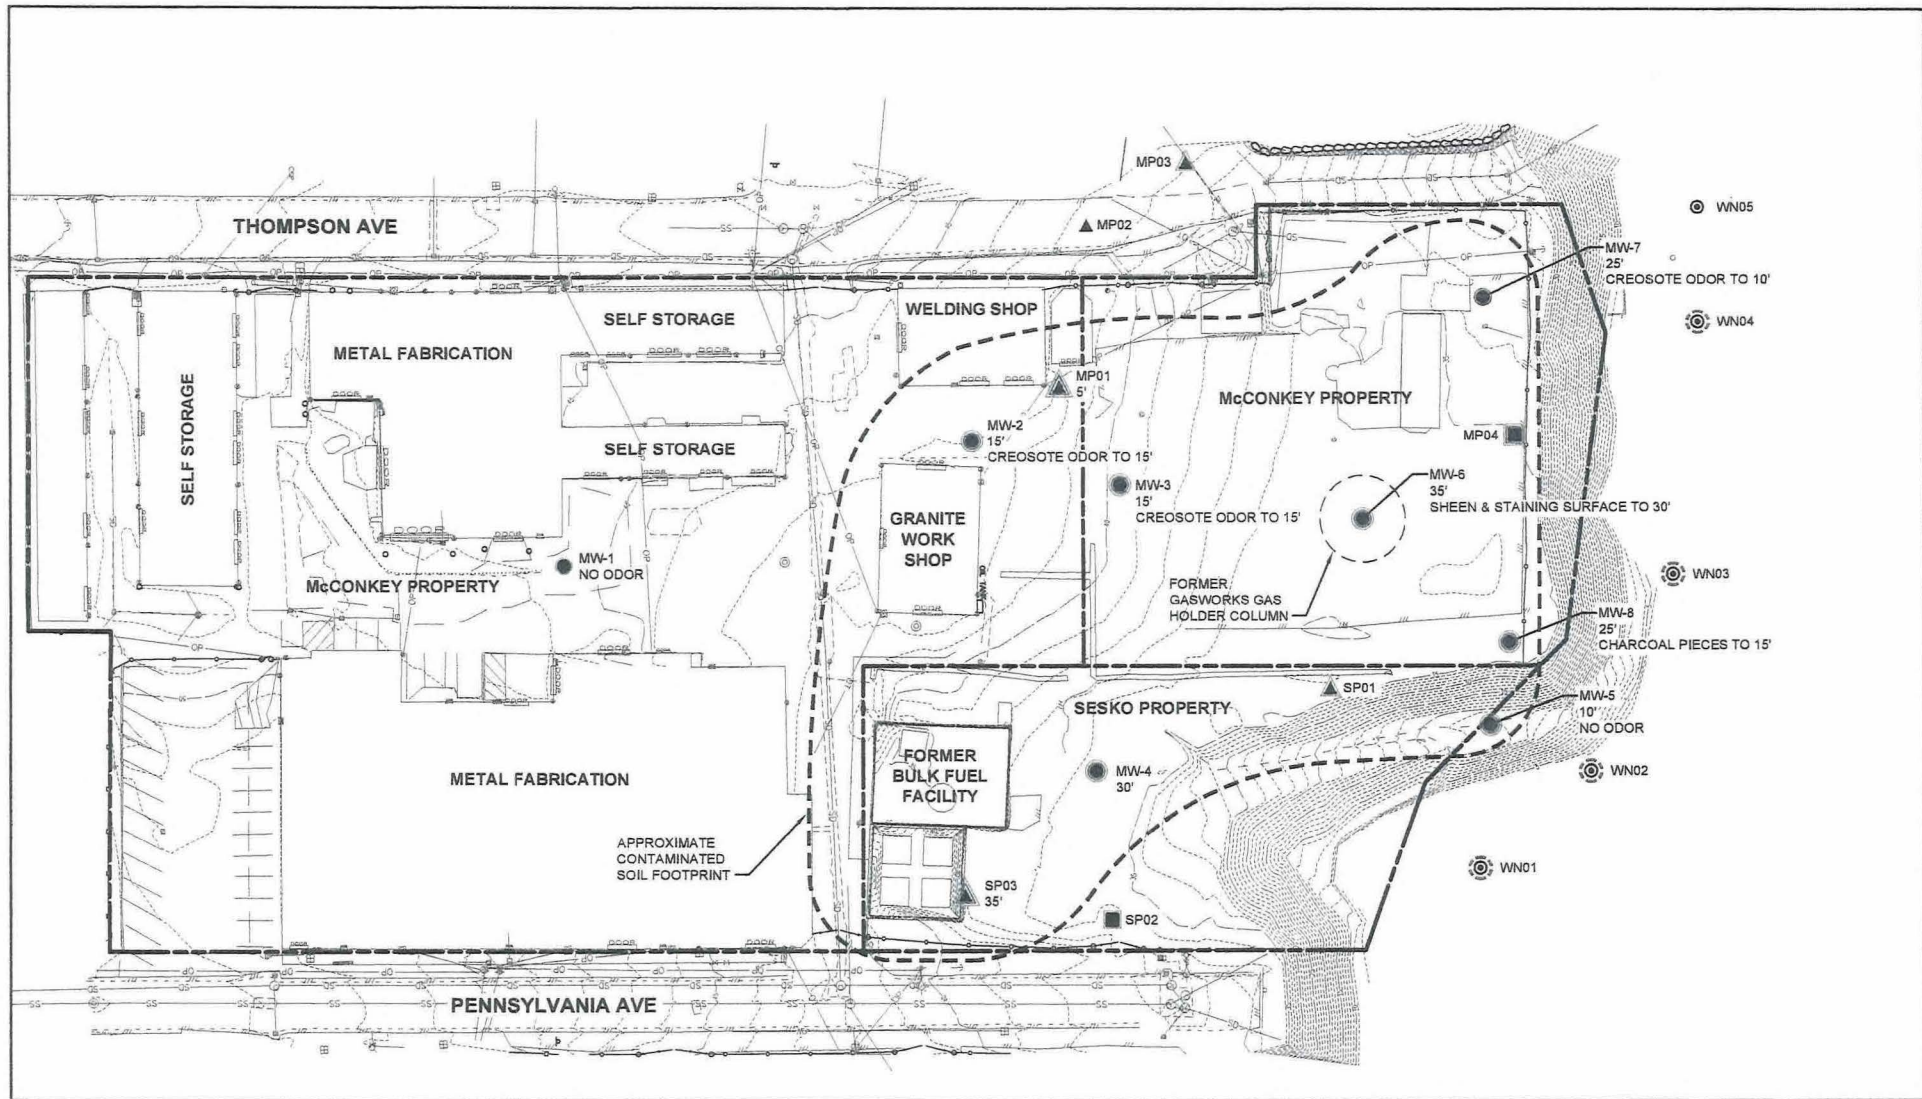 MP03
WN05
THOMPSON AVE
MP02
MW-7
25'
CREOSOTE ODOR TO 10'
WN04
WELDING SHOP
SELF STORAGE
METAL FABRICATION
SELF STORAGE
MP01
5'
McCONKEY PROPERTY
MW-2
15'
CREOSOTE ODOR TO 15'
MP04
SELF STORAGE
MW-3
15'
CREOSOTE ODOR TO 15'
MW-6
35'
SHEEN & STAINING SURFACE TO 30'
GRANITE
WORK
SHOP
MW-1
NO ODOR
McCONKEY PROPERTY
FORMER
GASWORKS GAS
HOLDER COLUMN
WN03
MW-8
25'
CHARCOAL PIECES TO 15'
SP01
SESKO PROPERTY
MW-5
10'
NO ODOR
FORMER
BULK FUEL
FACILITY
MW-4
30'
WN02
METAL FABRICATION
APPROXIMATE
CONTAMINATED
SOIL FOOTPRINT
WN01
SP03
35'
SP02
PENNSYLVANIA AVE